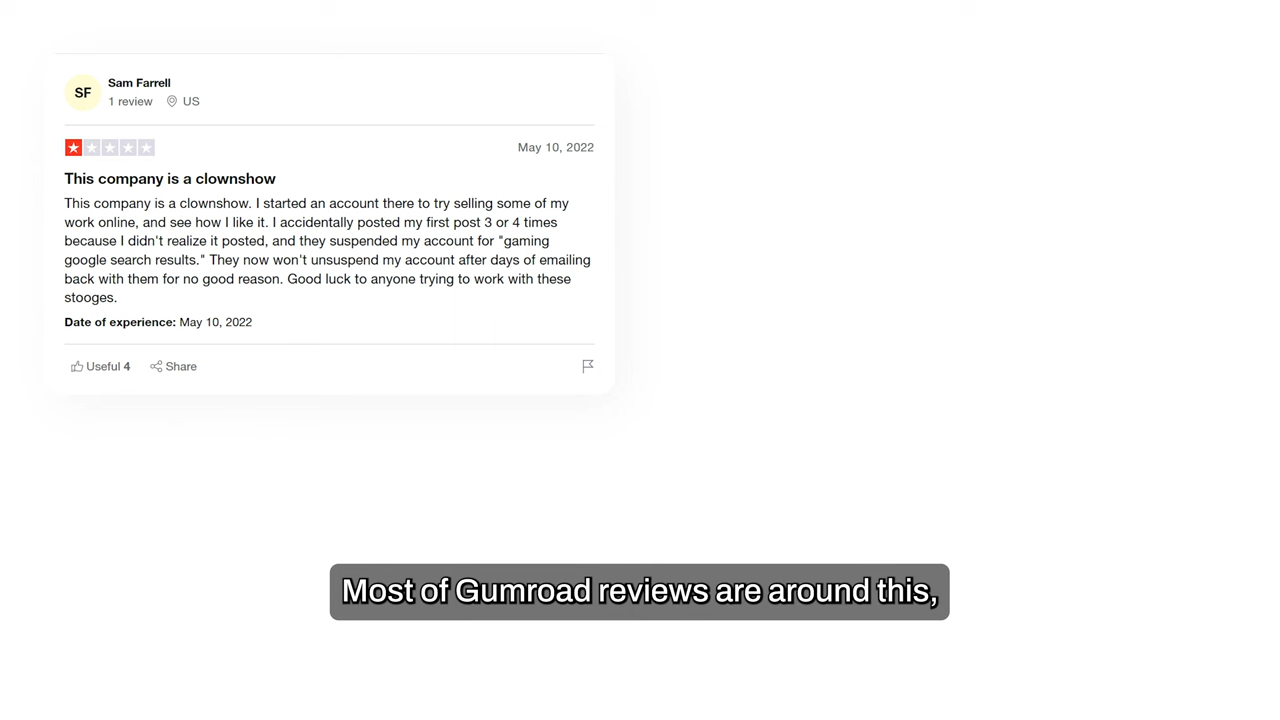 SF
Sam Farrell
1 review US
May 10, 2022
This company is a clownshow
This company is a clownshow. I started an account there to try selling some of my
work online, and see how I like it. I accidentally posted my first post 3 or 4 times
because I didn't realize it posted, and they suspended my account for "gaming
google search results." They now won't unsuspend my account after days of emailing
back with them for no good reason. Good luck to anyone trying to work with these
stooges.
Date of experience: May 10, 2022
Useful 4 Share
Most of Gumroad reviews are around this,